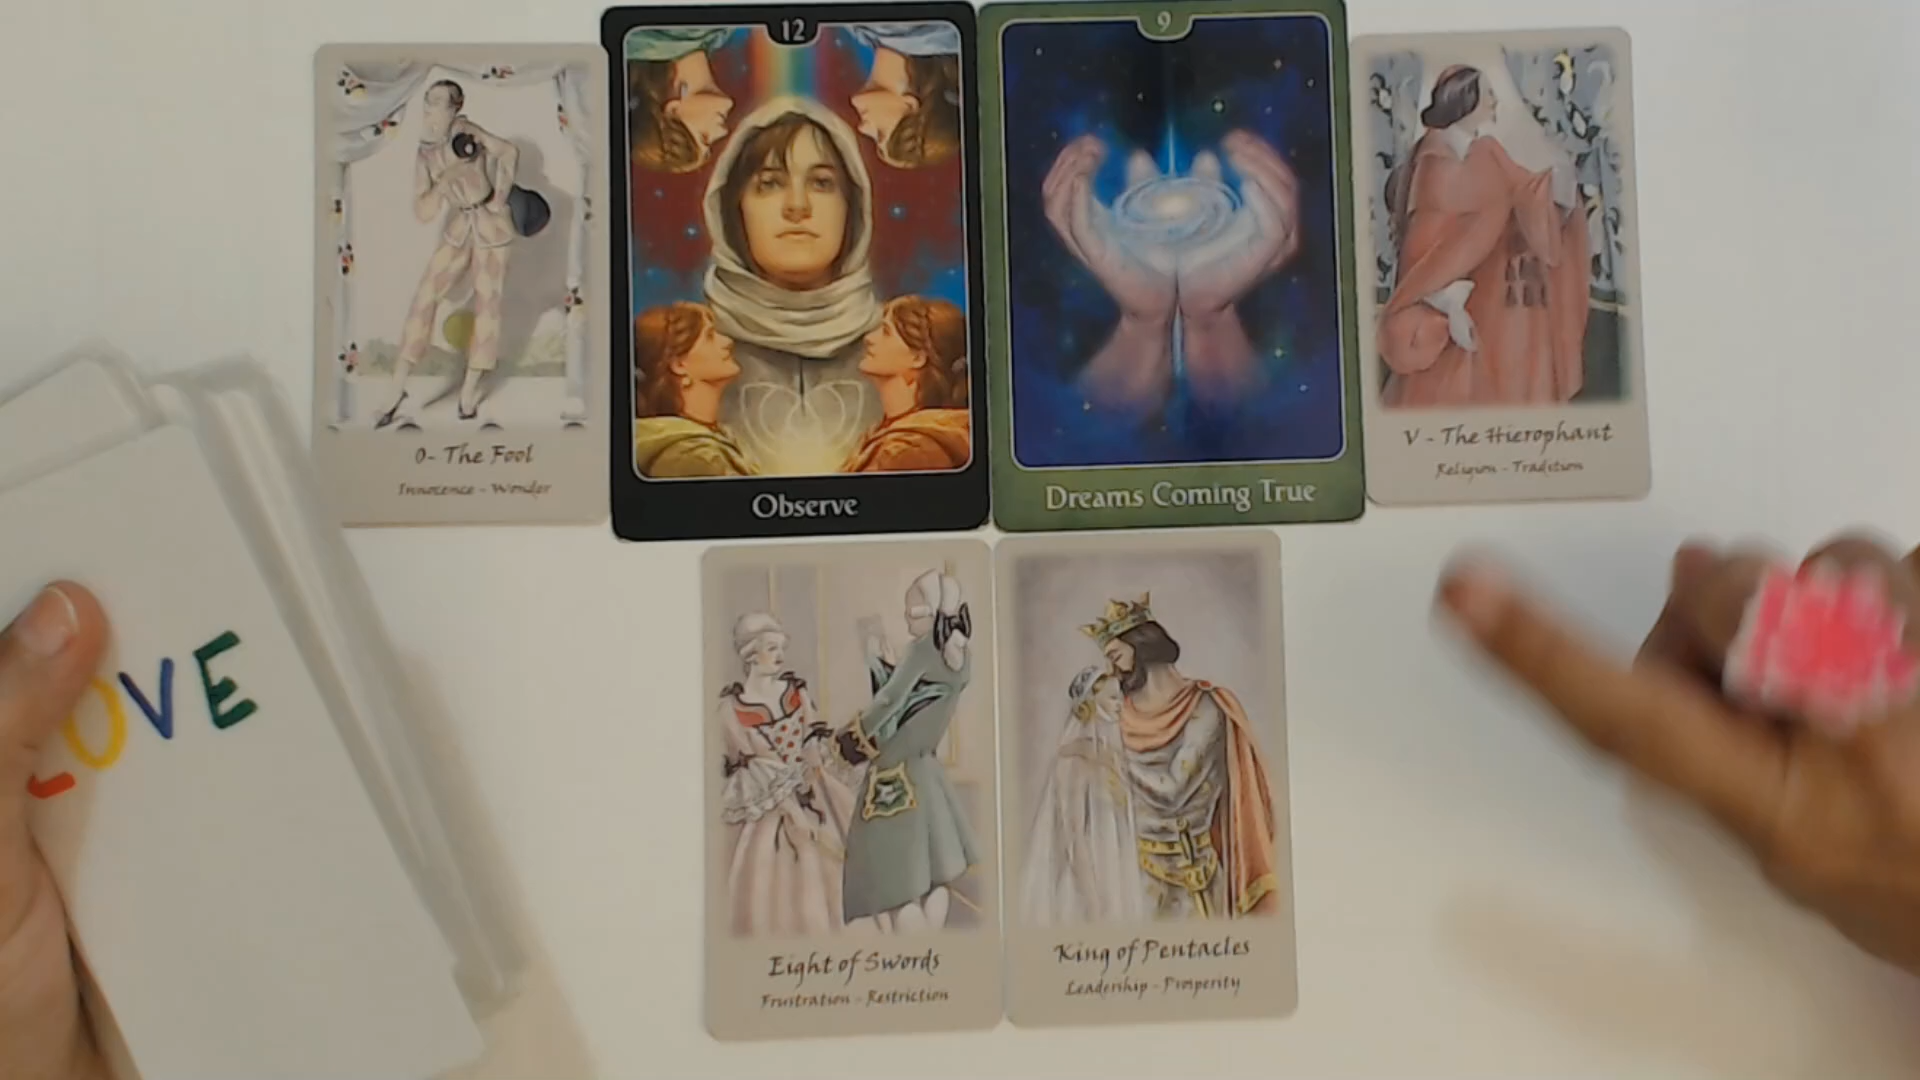 12
9
0- The Fool
Innocence - Wonder
Observe
Dreams Coming True
V - The Hierophant
Religion - Tradition
LOVE
Eight of Swords
Frustration - Restriction
King of Pentacles
Leadership - Prosperity